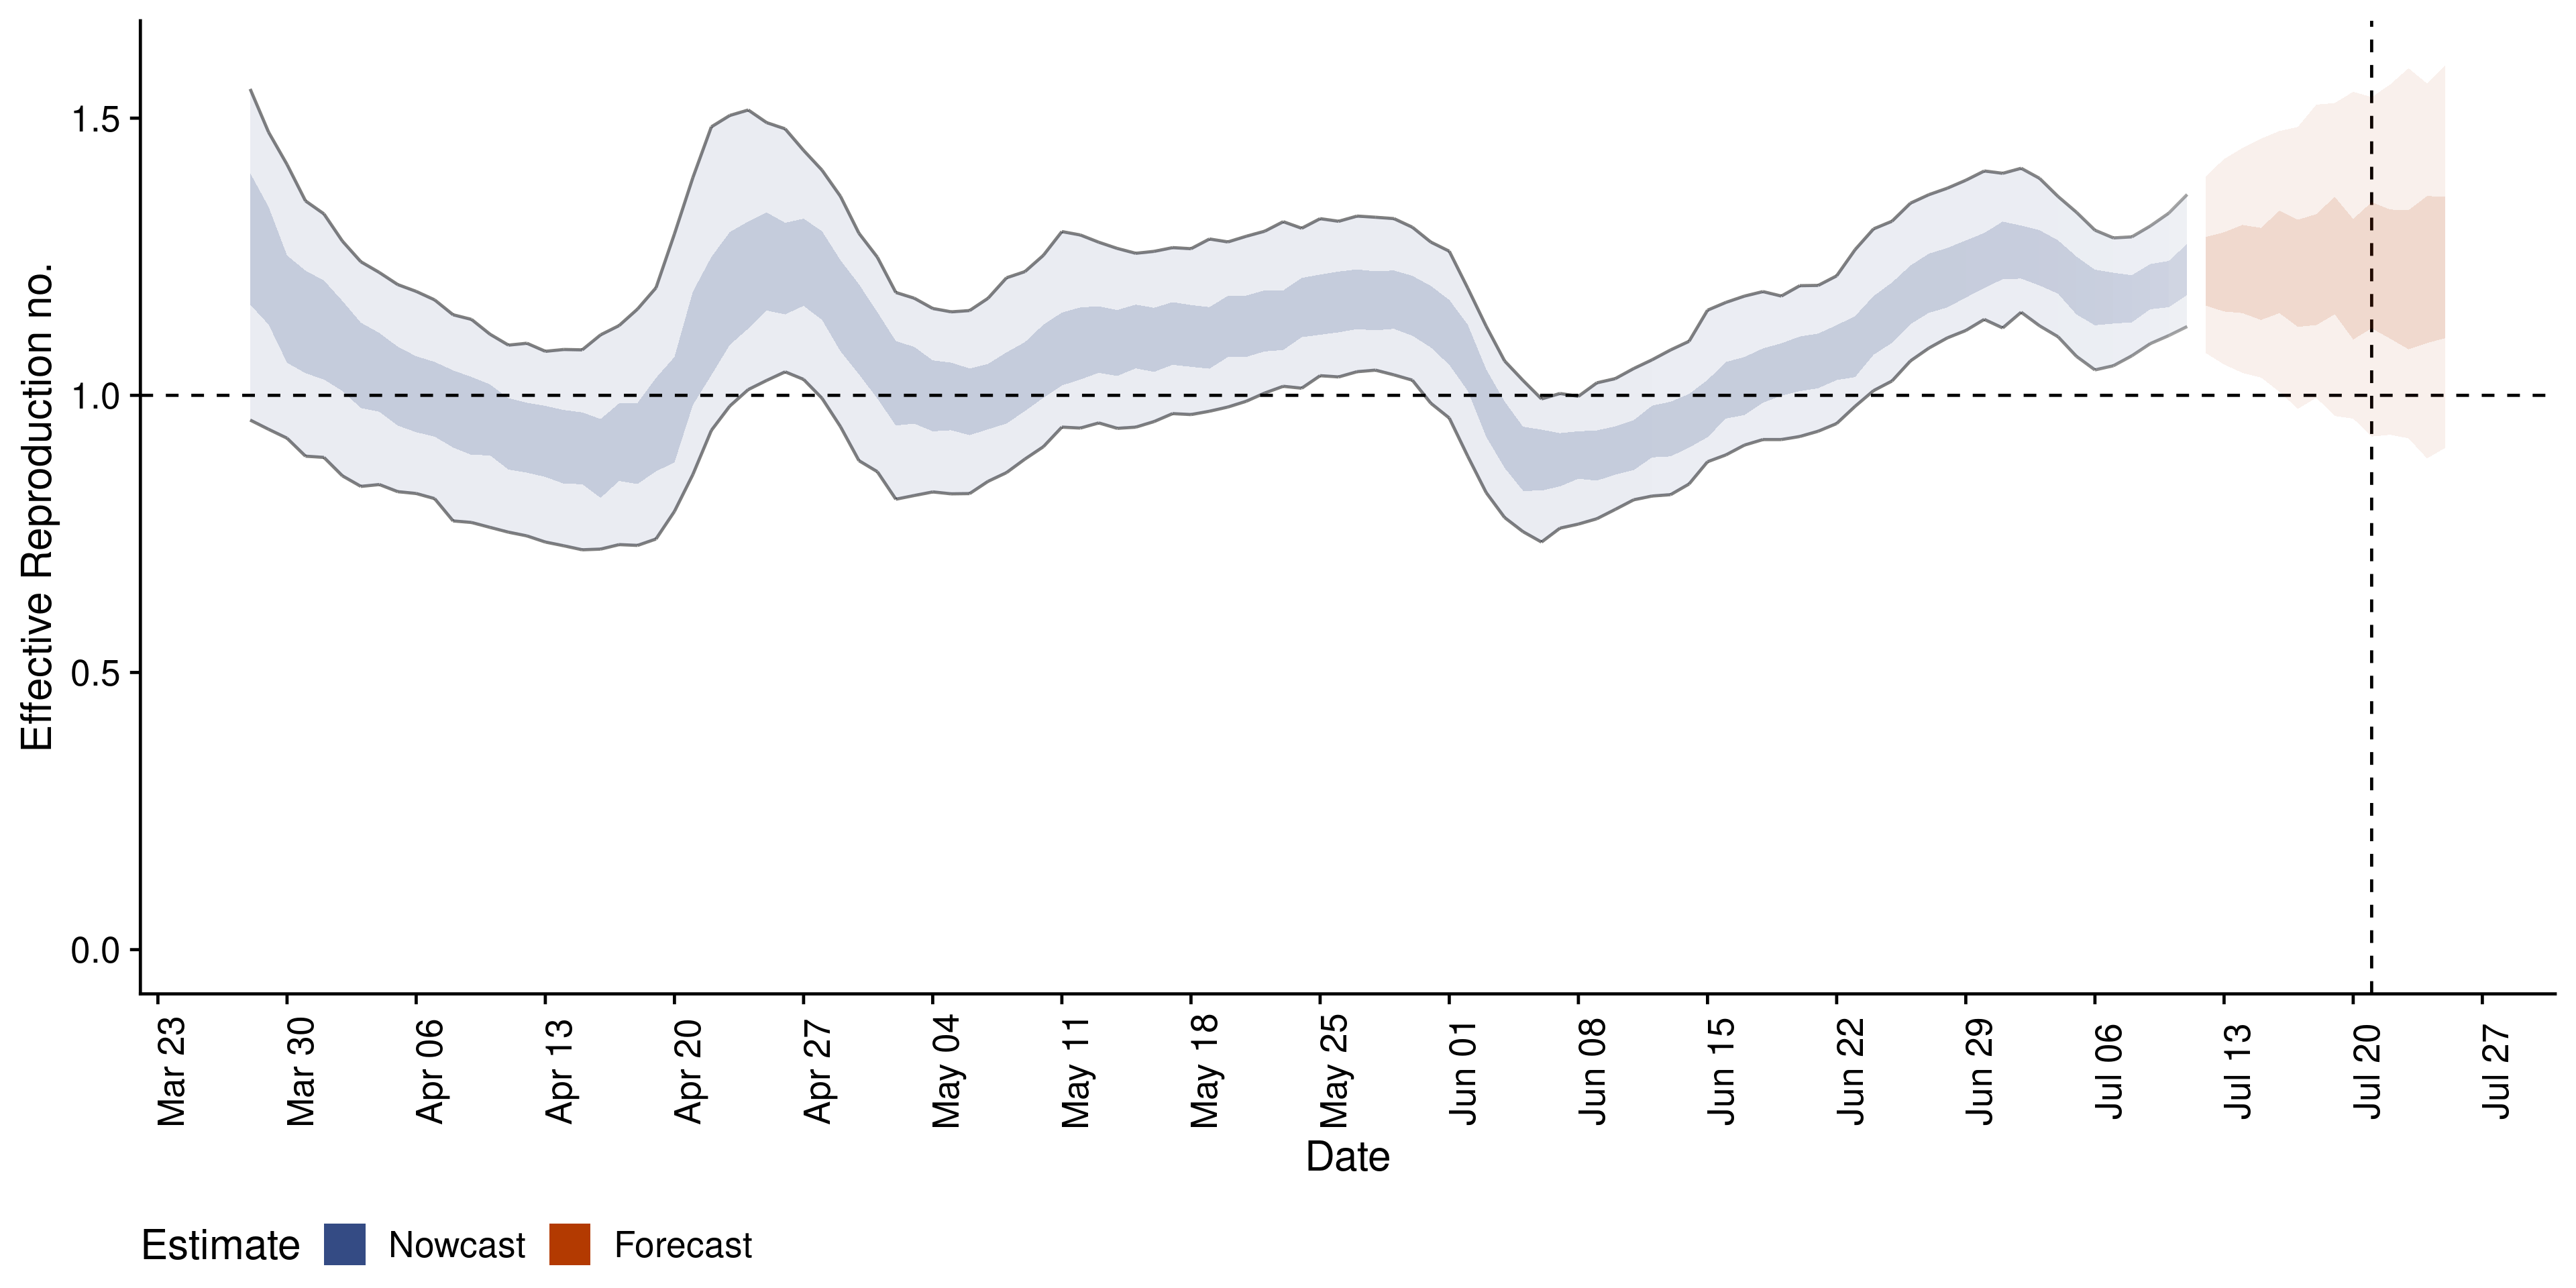 Effective Reproduction no.
1.5
1.0
0.5
0.0
Mar 23
Mar 30
Apr 06
Apr 13
Apr 20
Apr 27
May 04
May 11
May 18
May 25
Jun 01
Jun 08
Jun 15
Jun 22
Jun 29
Jul 06
Jul 13
Jul 20
Jul 27
Date
Estimate Nowcast Forecast